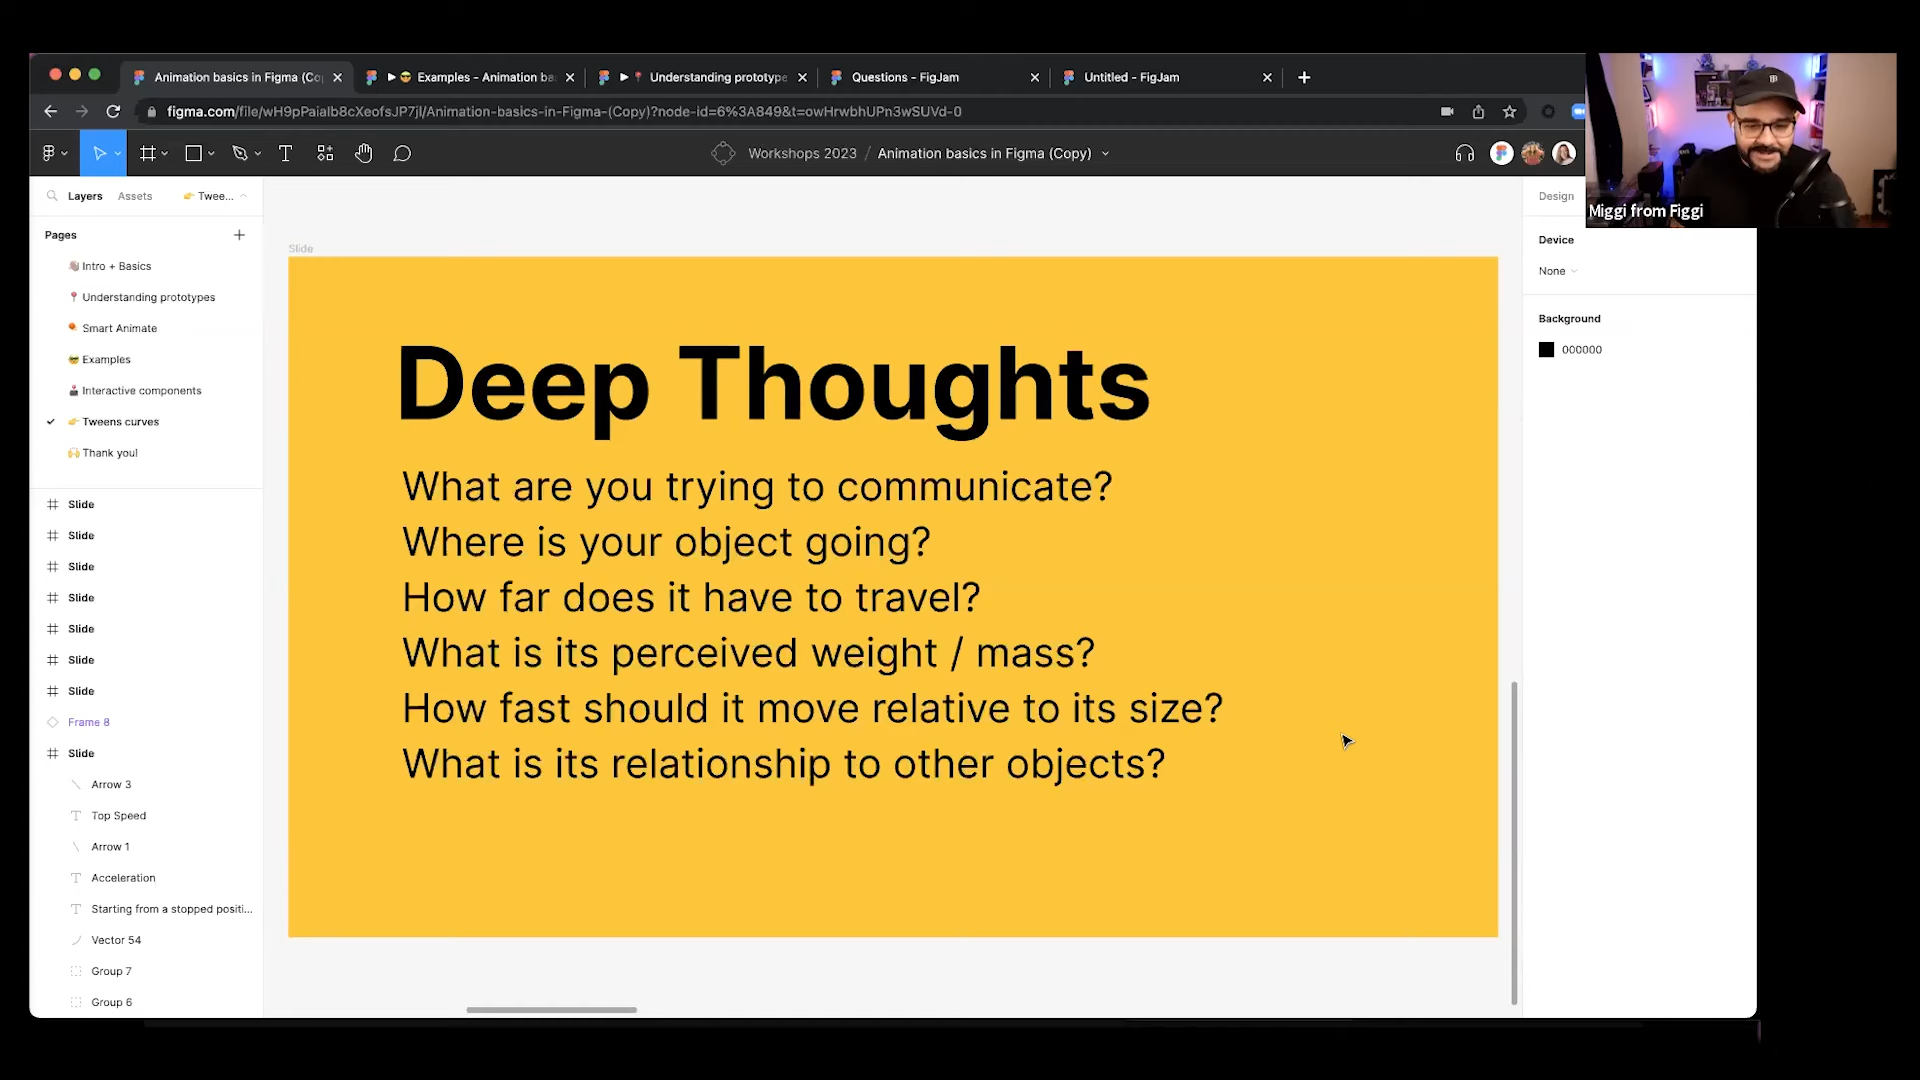 Animation basics in Figma (Co
Examples - Animation ba
Understanding prototype
Questions - FigJam
Untitled - FigJam
figma.com/file/wH9pPaialb8cXeofsJP7jl/Animation-basics-in-Figma-(Copy)?node-id=6%3A849&t=owHrwbhUPn3wSUVd-0
Workshops 2023 / Animation basics in Figma (Copy)
Miggi from Figgi
Layers
Assets
Twee...
Design
Pages
Device
None
Background
000000
Intro + Basics
Understanding prototypes
Smart Animate
Examples
Interactive components
Tweens curves
Thank you!
Slide
Slide
Slide
Slide
Slide
Slide
Slide
Frame 8
Slide
Arrow 3
Top Speed
Arrow 1
Acceleration
Starting from a stopped positi...
Vector 54
Group 7
Group 6
Slide
Deep Thoughts
What are you trying to communicate?
Where is your object going?
How far does it have to travel?
What is its perceived weight / mass?
How fast should it move relative to its size?
What is its relationship to other objects?